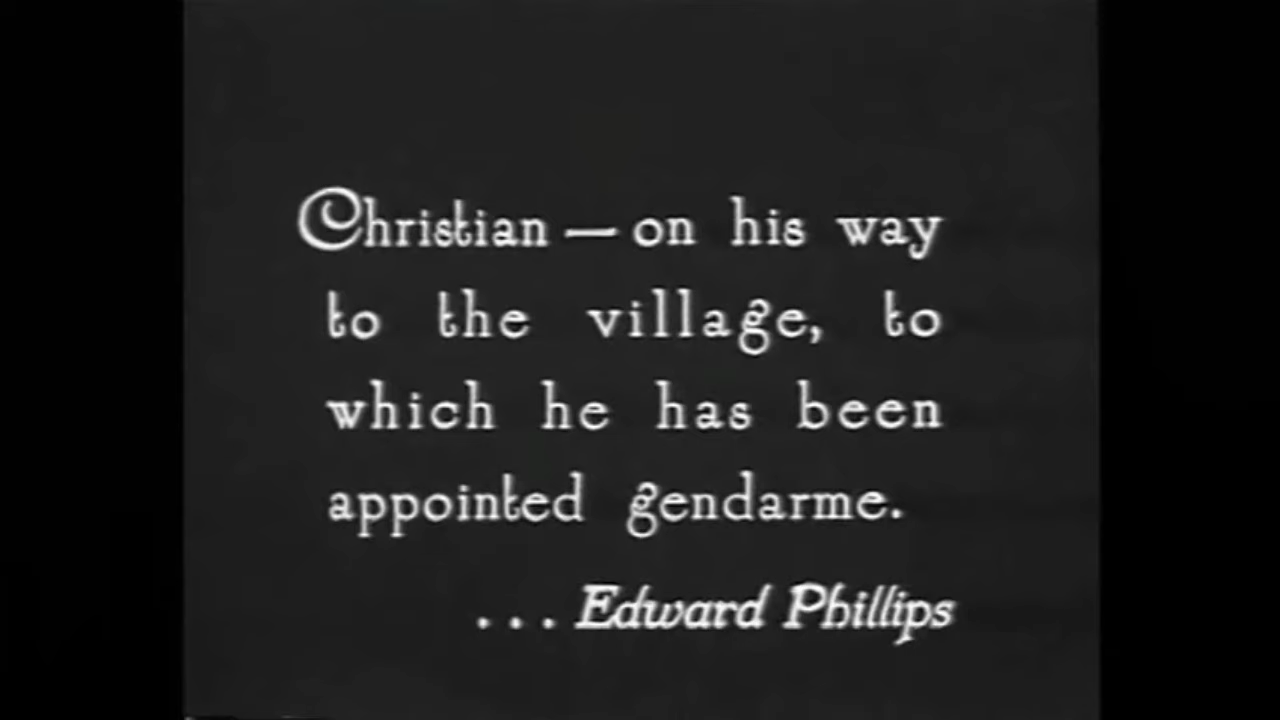 Christian — on his way
to the village, to
which he has been
appointed gendarme.
... Edward Phillips